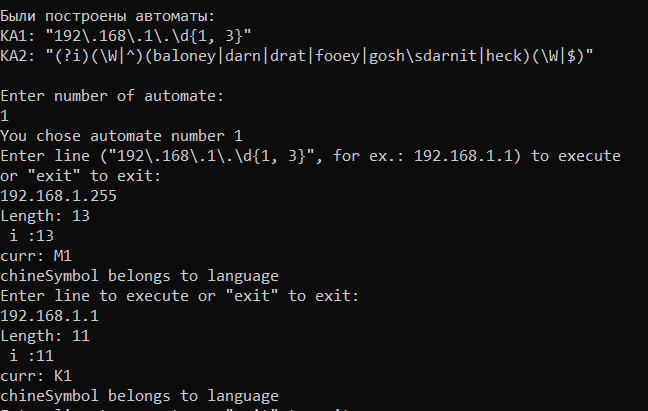 Были построены автоматы:
KA1: "192\.168\.1\.\d{1, 3}"
KA2: "(?i)(\W|^)(baloney|darn|drat|fooey|gosh\sdarnit|heck)(\W|$)"
Enter number of automate:
1
You chose automate number 1
Enter line ("192\.168\.1\.\d{1, 3}", for ex.: 192.168.1.1) to execute
or "exit" to exit:
192.168.1.255
Length: 13
 i :13
curr: M1
chineSymbol belongs to language
Enter line to execute or "exit" to exit:
192.168.1.1
Length: 11
 i :11
curr: K1
chineSymbol belongs to language